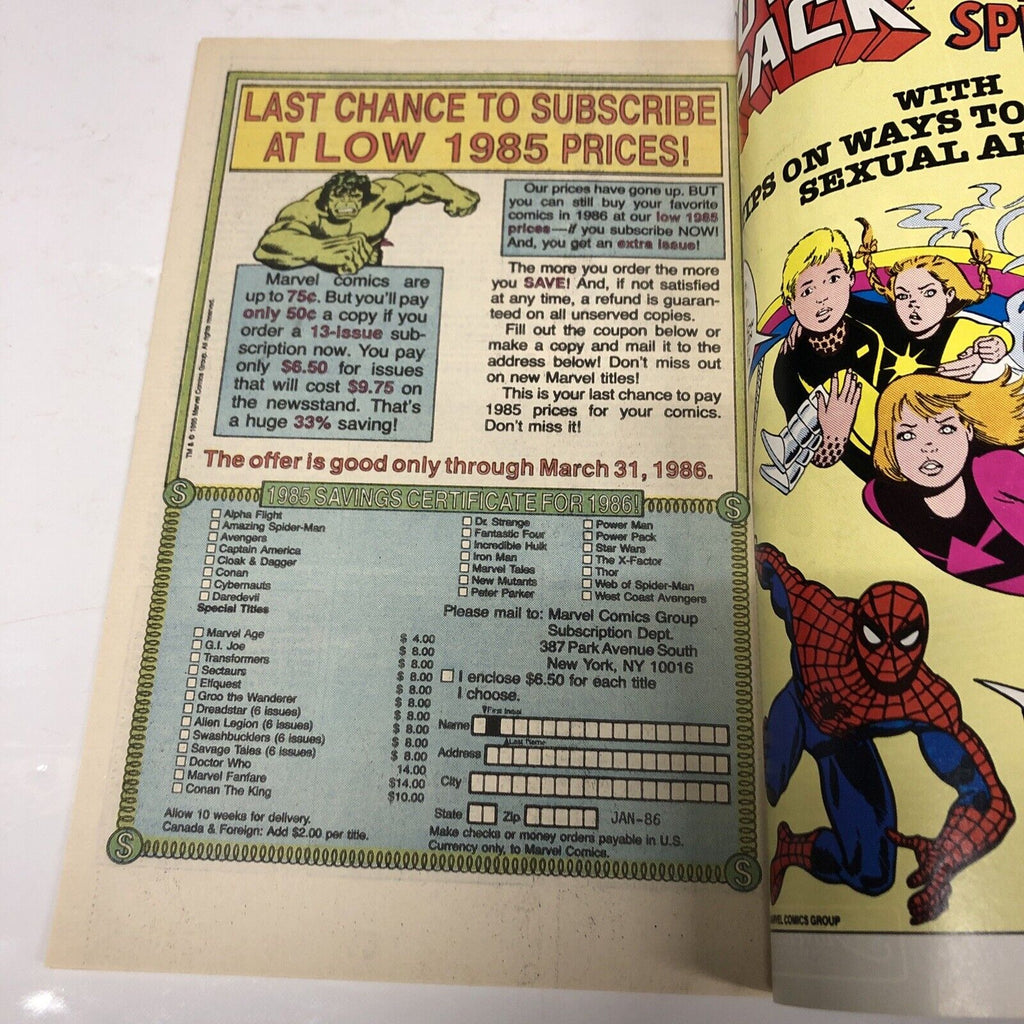 LAST CHANCE TO SUBSCRIBE
AT LOW 1985 PRICES!
Our prices have gone up. BUT
you can still buy your favorite
comics in 1986 at our low 1985
prices—if you subscribe NOW!
And, you get an extra issue!
Marvel comics are
up to 75¢. But you'll pay
only 50¢ a copy if you
order a 13-issue sub-
scription now. You pay
only $6.50 for issues
that will cost $9.75 on
the newsstand. That's
a huge 33% saving!
The more you order the more
you SAVE! And, if not satisfied
at any time, a refund is guaran-
teed on all unserved copies.
Fill out the coupon below or
make a copy and mail it to the
address below! Don't miss out
on new Marvel titles!
This is your last chance to pay
1985 prices for your comics.
Don't miss it!
TM & © 1985 Marvel Comics Group. All rights reserved.
The offer is good only through March 31, 1986.
$ 1985 SAVINGS CERTIFICATE FOR 1986! $
Alpha Flight
Amazing Spider-Man
Avengers
Captain America
Cloak & Dagger
Conan
Cybernauts
Daredevil
Dr. Strange
Fantastic Four
Incredible Hulk
Iron Man
Marvel Tales
New Mutants
Peter Parker
Power Man
Power Pack
Star Wars
The X-Factor
Thor
Web of Spider-Man
West Coast Avengers
Special Titles
Marvel Age $ 4.00
G.I. Joe $ 8.00
Transformers $ 8.00
Sectaurs $ 8.00
Elfquest $ 8.00
Groo the Wanderer $ 8.00
Dreadstar (6 issues) $ 8.00
Alien Legion (6 issues) $ 8.00
Swashbucklers (6 issues) $ 8.00
Savage Tales (6 issues) $ 8.00
Doctor Who 14.00
Marvel Fanfare $14.00
Conan The King $10.00
Please mail to: Marvel Comics Group
Subscription Dept.
387 Park Avenue South
New York, NY 10016
I enclose $6.50 for each title
I choose.
First Initial
Name
Last Name
Address
City
State Zip JAN-86
Allow 10 weeks for delivery.
Canada & Foreign: Add $2.00 per title.
Make checks or money orders payable in U.S.
Currency only, to Marvel Comics.
$ $
PACK
SP
WITH
TIPS ON WAYS TO
SEXUAL AB
MARVEL COMICS GROUP